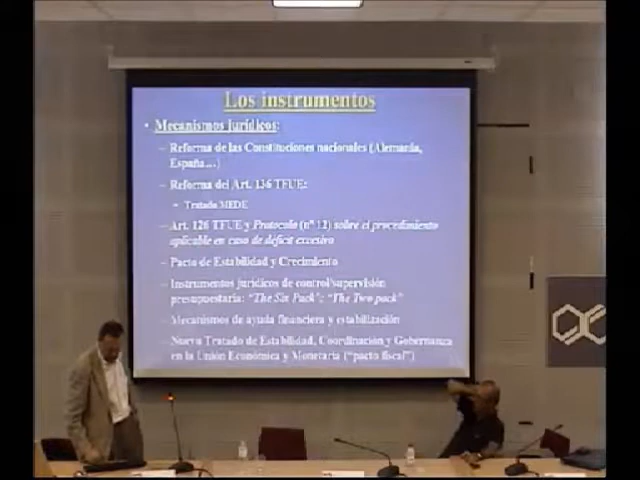 Los instrumentos
• Mecanismos jurídicos:
– Reforma de las Constituciones nacionales (Alemania,
España...)
– Reforma del Art. 136 TFUE:
• Tratado MEDE
– Art. 126 TFUE y Protocolo (nº 12) sobre el procedimiento
aplicable en caso de déficit excesivo
– Pacto de Estabilidad y Crecimiento
– Instrumentos jurídicos de control/supervisión
presupuestaria: "The Six Pack"; "The Two pack"
– Mecanismos de ayuda financiera y estabilización
– Nuevo Tratado de Estabilidad, Coordinación y Gobernanza
en la Unión Económica y Monetaria ("pacto fiscal")